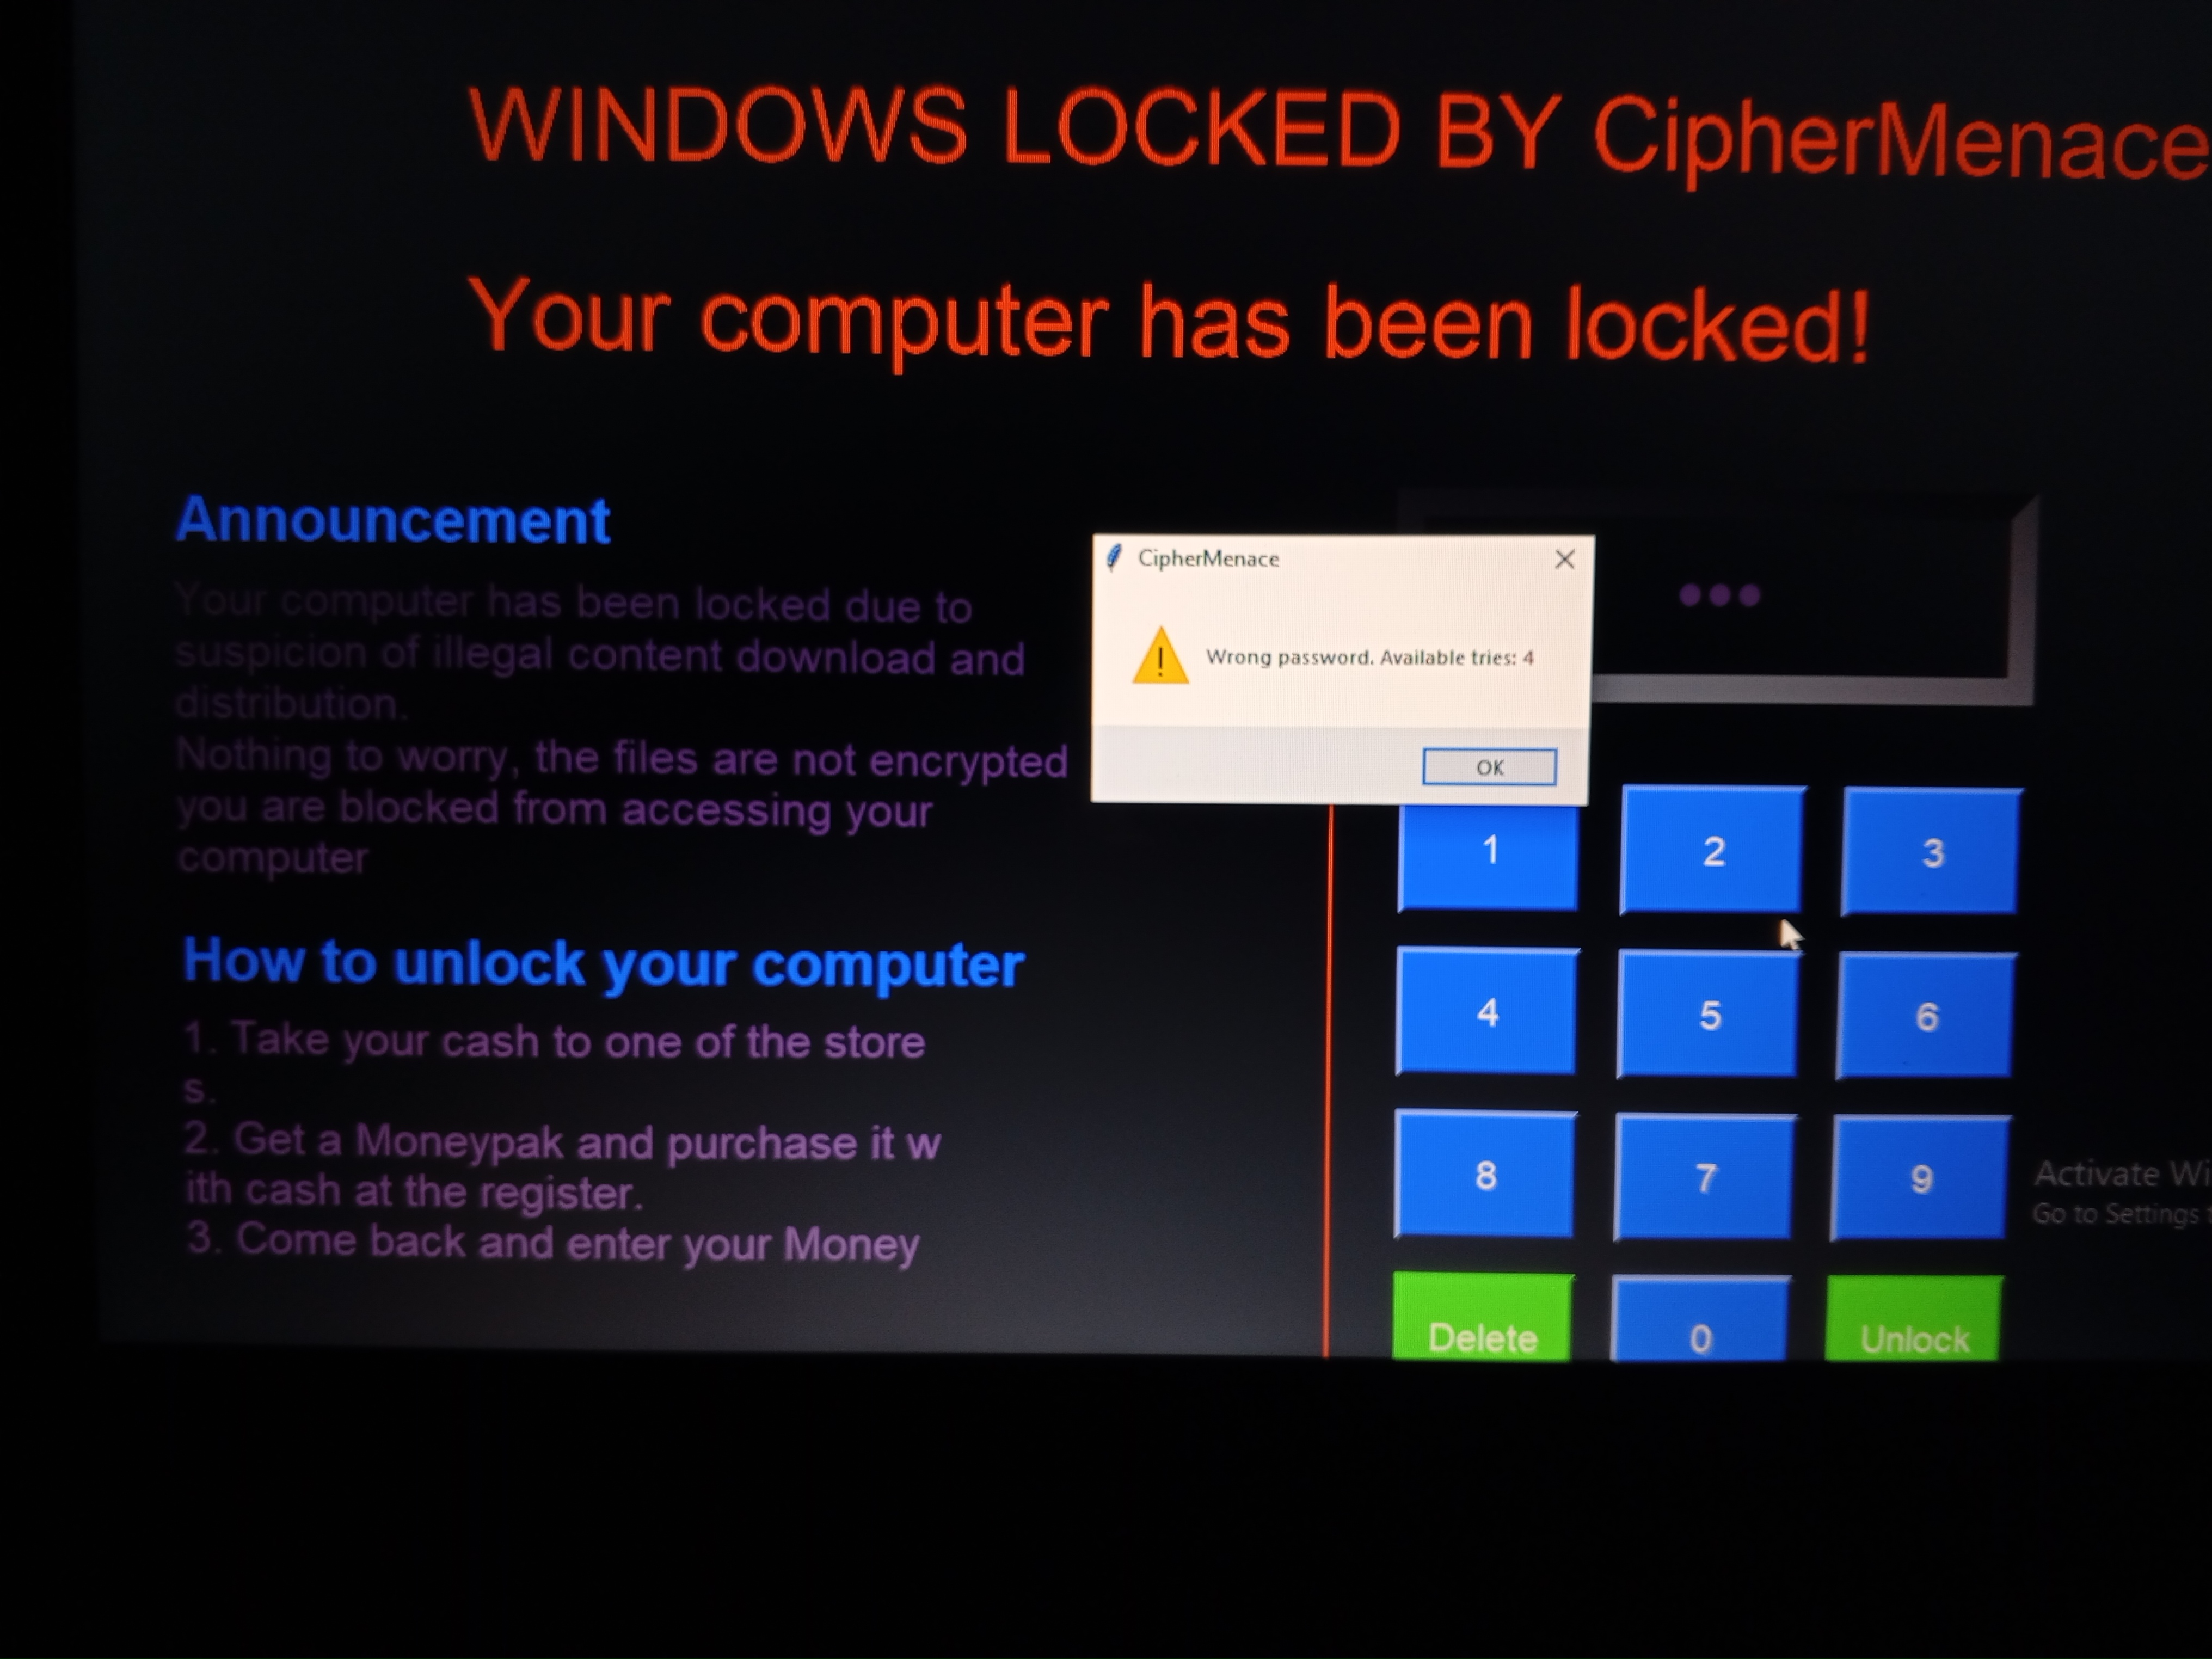 WINDOWS LOCKED BY CipherMenace
Your computer has been locked!
Announcement
Your computer has been locked due to
suspicion of illegal content download and
distribution.
Nothing to worry, the files are not encrypted
you are blocked from accessing your
computer
How to unlock your computer
1. Take your cash to one of the store
s.
2. Get a Moneypak and purchase it w
ith cash at the register.
3. Come back and enter your Money
CipherMenace
Wrong password. Available tries: 4
OK
1 2 3
4 5 6
8 7 9
Delete 0 Unlock
Activate Wi
Go to Settings t